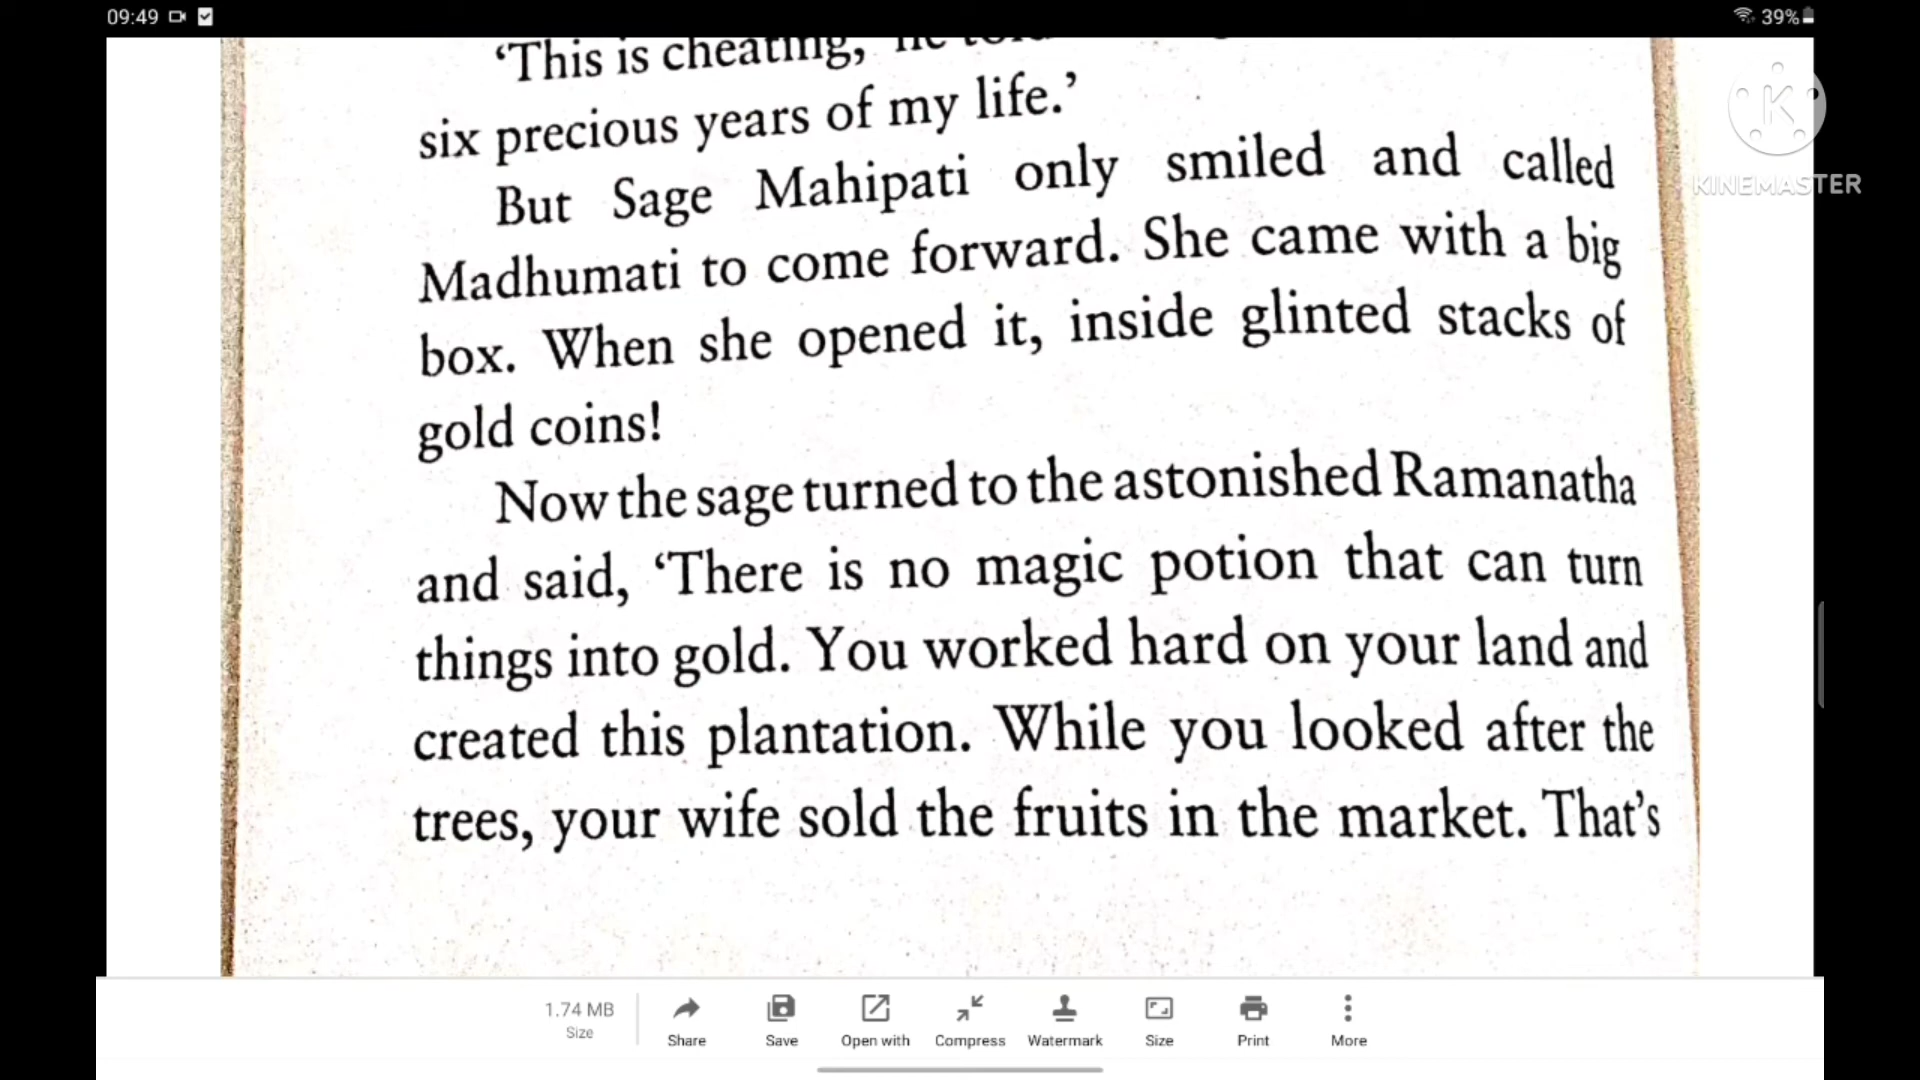 09:49
39%
‘This is cheating,’ he told
six precious years of my life.’
But Sage Mahipati only smiled and called
Madhumati to come forward. She came with a big
box. When she opened it, inside glinted stacks of
gold coins!
Now the sage turned to the astonished Ramanatha
and said, ‘There is no magic potion that can turn
things into gold. You worked hard on your land and
created this plantation. While you looked after the
trees, your wife sold the fruits in the market. That’s
K
KINEMASTER
1.74 MB
Size
Share
Save
Open with
Compress
Watermark
Size
Print
More